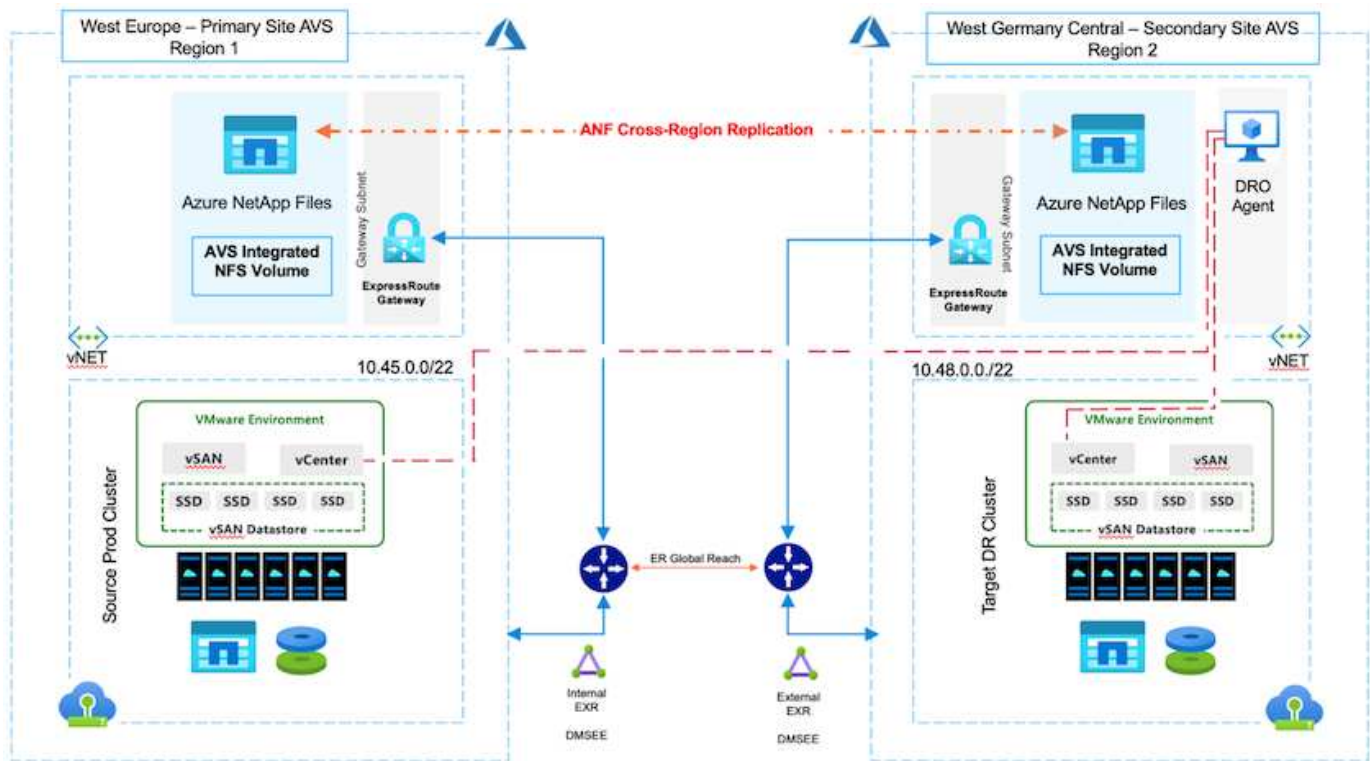 West Europe – Primary Site AVS
Region 1
West Germany Central – Secondary Site AVS
Region 2
ANF Cross-Region Replication
Azure NetApp Files
AVS Integrated
NFS Volume
Gateway Subnet
ExpressRoute
Gateway
vNET
Gateway Subnet
ExpressRoute
Gateway
Azure NetApp Files
AVS Integrated
NFS Volume
DRO
Agent
vNET
10.45.0.0/22
10.48.0.0./22
Source Prod Cluster
VMware Environment
vSAN
vCenter
SSD
SSD
SSD
SSD
vSAN Datastore
ER Global Reach
Internal
EXR
DMSEE
External
EXR
DMSEE
Target DR Cluster
VMware Environment
vCenter
vSAN
SSD
SSD
SSD
SSD
vSAN Datastore